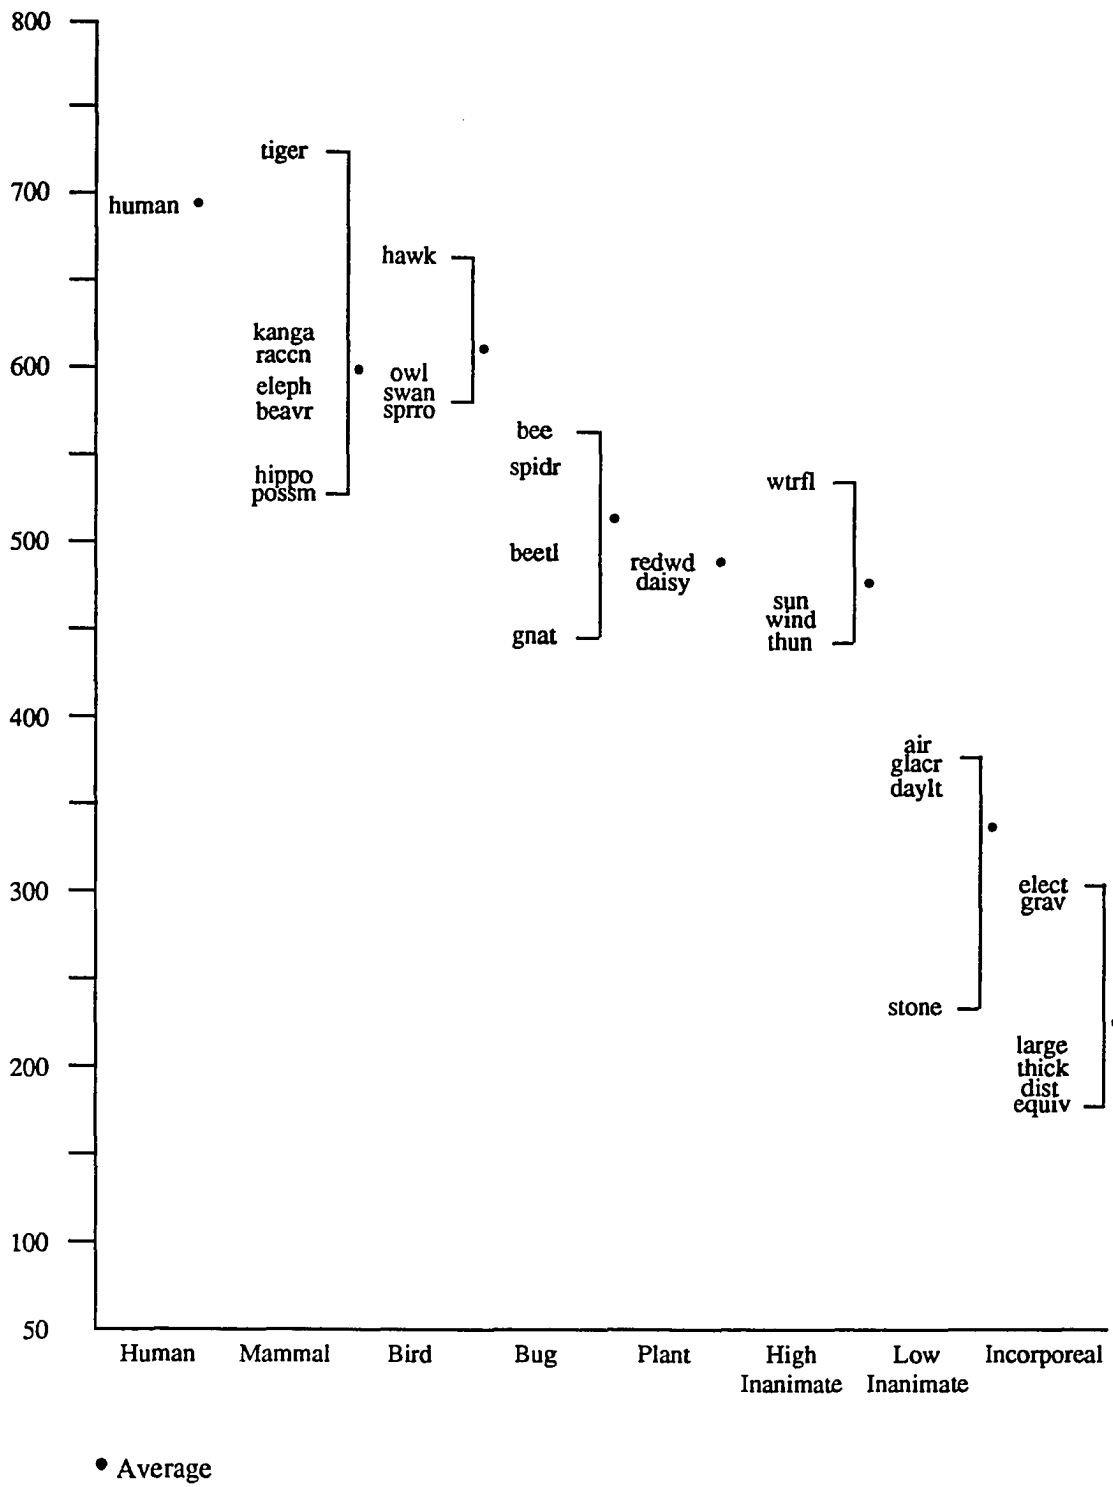 800
700
600
500
400
300
200
100
50
human
tiger
kanga
raccn
eleph
beavr
hippo
possm
hawk
owl
swan
sprro
bee
spidr
beetl
gnat
redwd
daisy
wtrfl
sun
wind
thun
air
glacr
daylt
stone
elect
grav
large
thick
dist
equiv
Human
Mammal
Bird
Bug
Plant
High
Inanimate
Low
Inanimate
Incorporeal
• Average